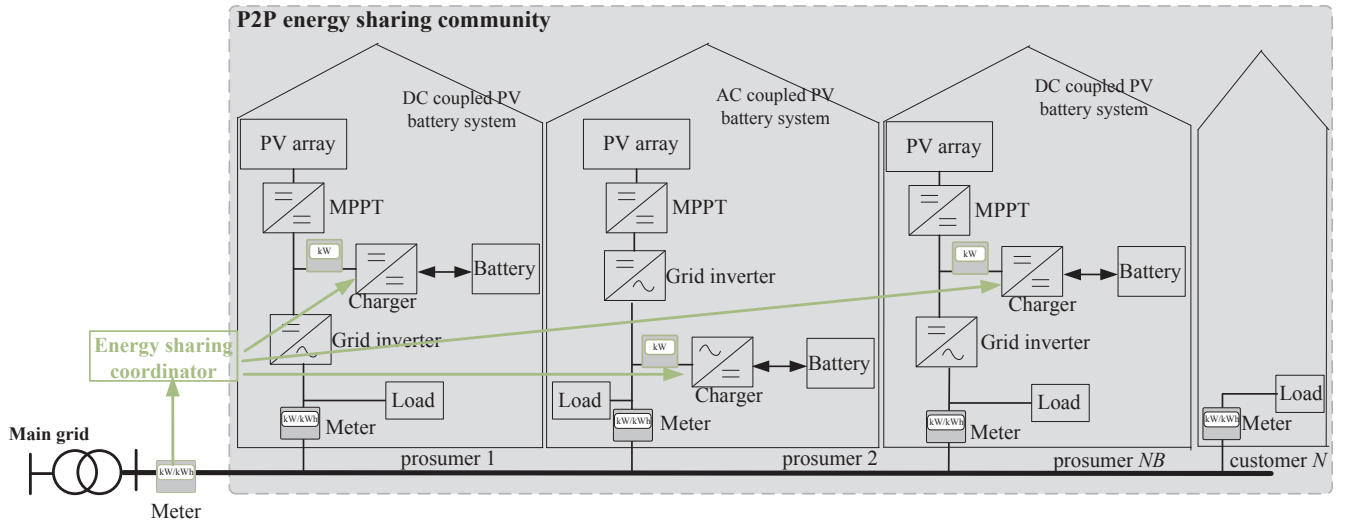 P2P energy sharing community
DC coupled PV
battery system
PV array
MPPT
kW
Battery
Charger
Grid inverter
Load
kW/kWh
Meter
prosumer 1
AC coupled PV
battery system
PV array
MPPT
Grid inverter
kW
Battery
Charger
Load
kW/kWh
Meter
prosumer 2
DC coupled PV
battery system
PV array
MPPT
kW
Battery
Charger
Grid inverter
Load
kW/kWh
Meter
prosumer NB
Load
kW/kWh
Meter
customer N
Energy sharing
coordinator
Main grid
kW/kWh
Meter